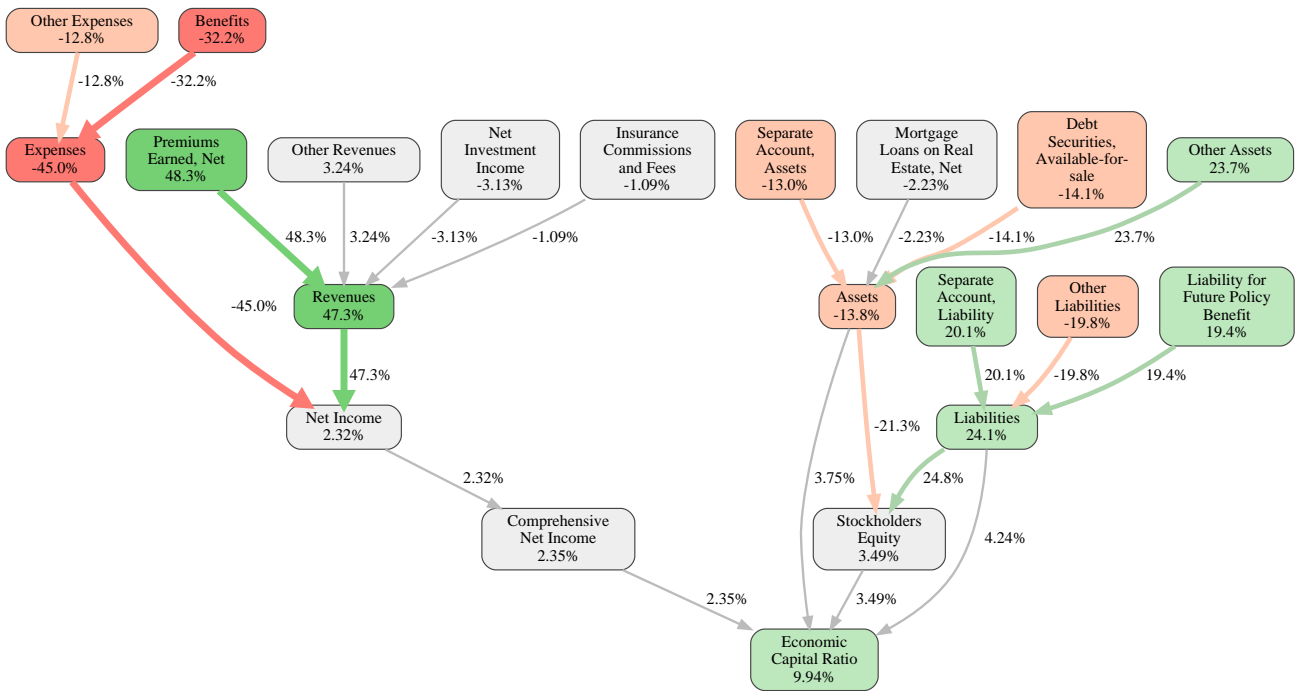 Other Expenses
-12.8%
Benefits
-32.2%
-12.8%
-32.2%
Expenses
-45.0%
Premiums
Earned, Net
48.3%
Other Revenues
3.24%
Net
Investment
Income
-3.13%
Insurance
Commissions
and Fees
-1.09%
Separate
Account,
Assets
-13.0%
Mortgage
Loans on Real
Estate, Net
-2.23%
Debt
Securities,
Available-for-
sale
-14.1%
Other Assets
23.7%
48.3%
3.24%
-3.13%
-1.09%
-13.0%
-2.23%
-14.1%
23.7%
-45.0%
Revenues
47.3%
Assets
-13.8%
Separate
Account,
Liability
20.1%
Other
Liabilities
-19.8%
Liability for
Future Policy
Benefit
19.4%
47.3%
20.1%
-19.8%
19.4%
Net Income
2.32%
-21.3%
Liabilities
24.1%
2.32%
3.75%
24.8%
Comprehensive
Net Income
2.35%
Stockholders
Equity
3.49%
4.24%
2.35%
3.49%
Economic
Capital Ratio
9.94%